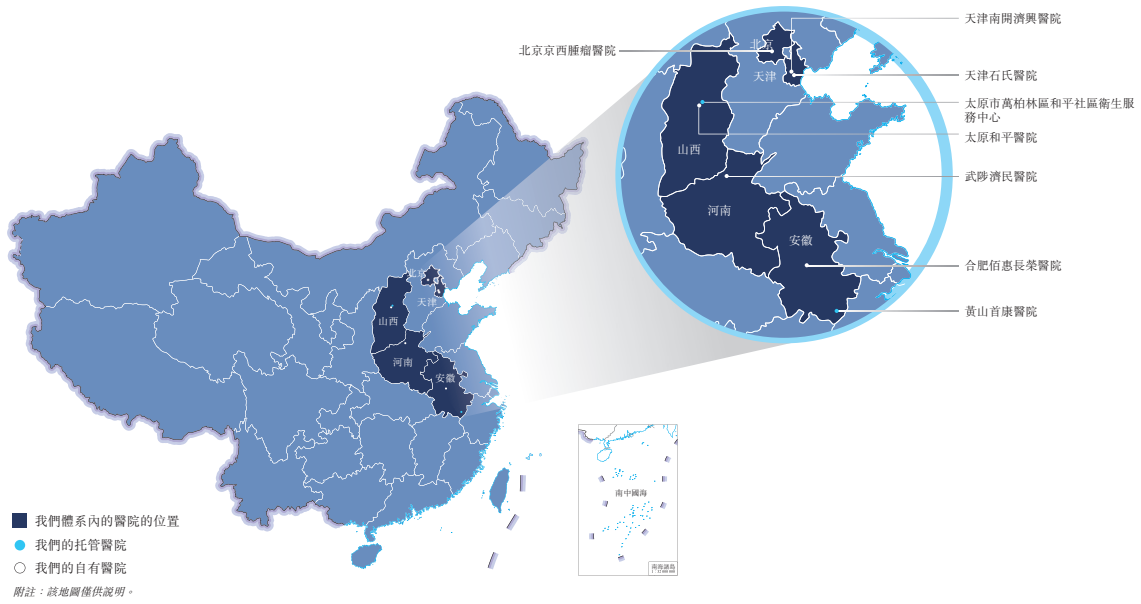 天津南開濟興醫院
北京京西腫瘤醫院
北京
天津
天津石氏醫院
太原市萬柏林區和平社區衛生服
務中心
太原和平醫院
山西
武陟濟民醫院
河南
安徽
合肥佰惠長榮醫院
黃山首康醫院
北京
天津
山西
河南
安徽
南中國海
南海諸島
我們體系內的醫院的位置
我們的托管醫院
我們的自有醫院
附註：該地圖僅供說明。